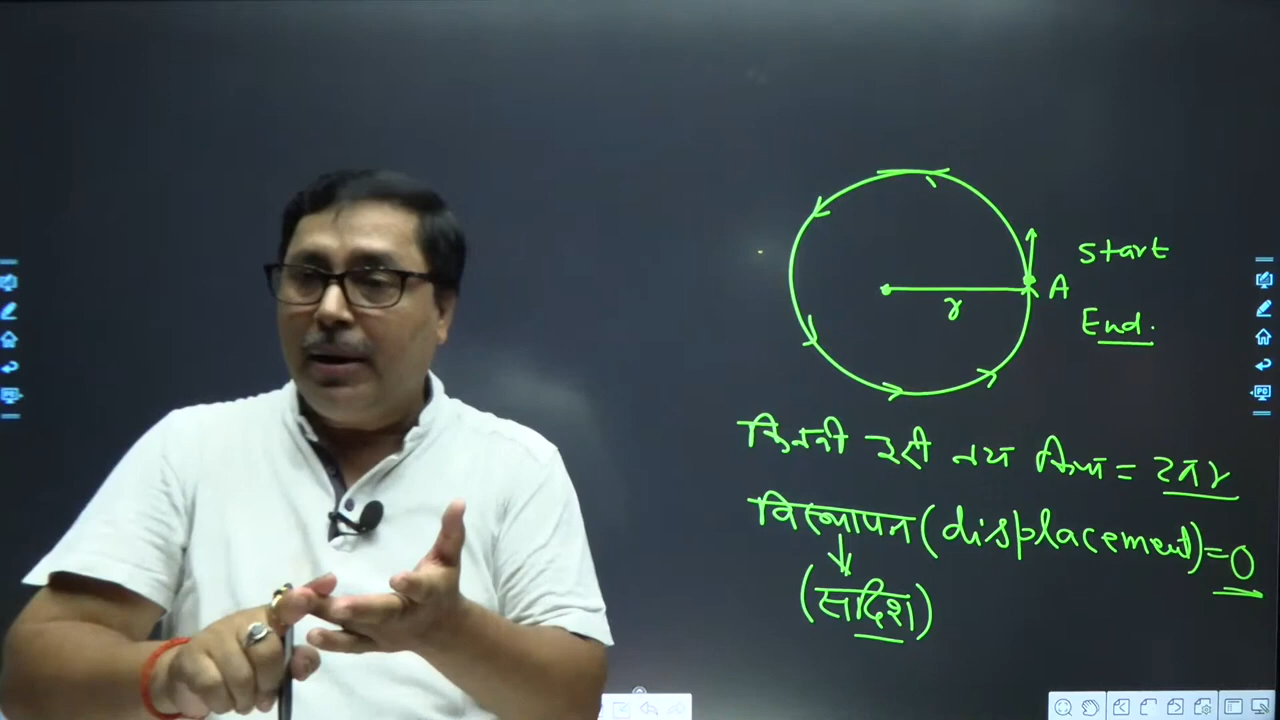 Start
A
r
End.
कितनी दूरी तय किया = 2πr
विस्थापन (displacement) = 0
(सदिश)